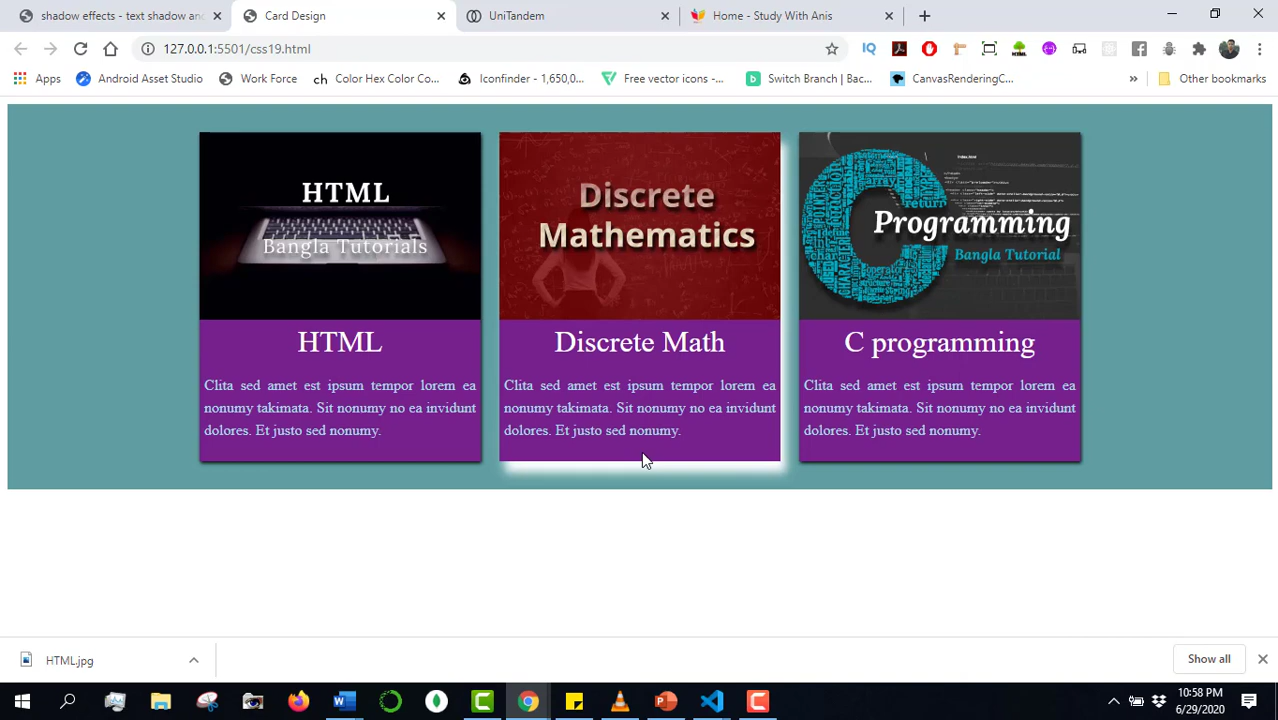 shadow effects - text shadow and
Card Design
UniTandem
Home - Study With Anis
127.0.0.1:5501/css19.html
IQ
Apps
Android Asset Studio
Work Force
ch
Color Hex Color Co...
Iconfinder - 1,650,0...
Free vector icons -...
Switch Branch | Bac...
CanvasRenderingC...
»
Other bookmarks
HTML
Bangla Tutorials
HTML
Clita sed amet est ipsum tempor lorem ea
nonumy takimata. Sit nonumy no ea invidunt
dolores. Et justo sed nonumy.
Discrete
Mathematics
Discrete Math
Clita sed amet est ipsum tempor lorem ea
nonumy takimata. Sit nonumy no ea invidunt
dolores. Et justo sed nonumy.
Programming
Bangla Tutorial
C programming
Clita sed amet est ipsum tempor lorem ea
nonumy takimata. Sit nonumy no ea invidunt
dolores. Et justo sed nonumy.
HTML.jpg
Show all
10:58 PM
6/29/2020